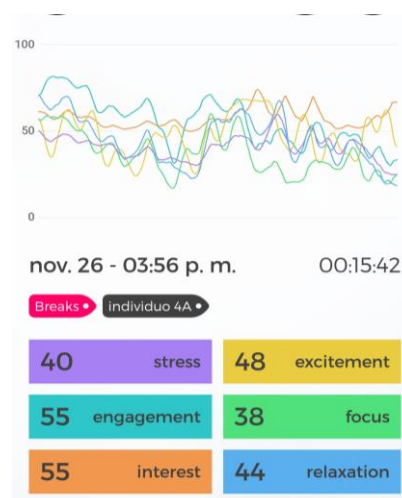 100
50
0
nov. 26 - 03:56 p. m. 00:15:42
Breaks individuo 4A
40 stress 48 excitement
55 engagement 38 focus
55 interest 44 relaxation